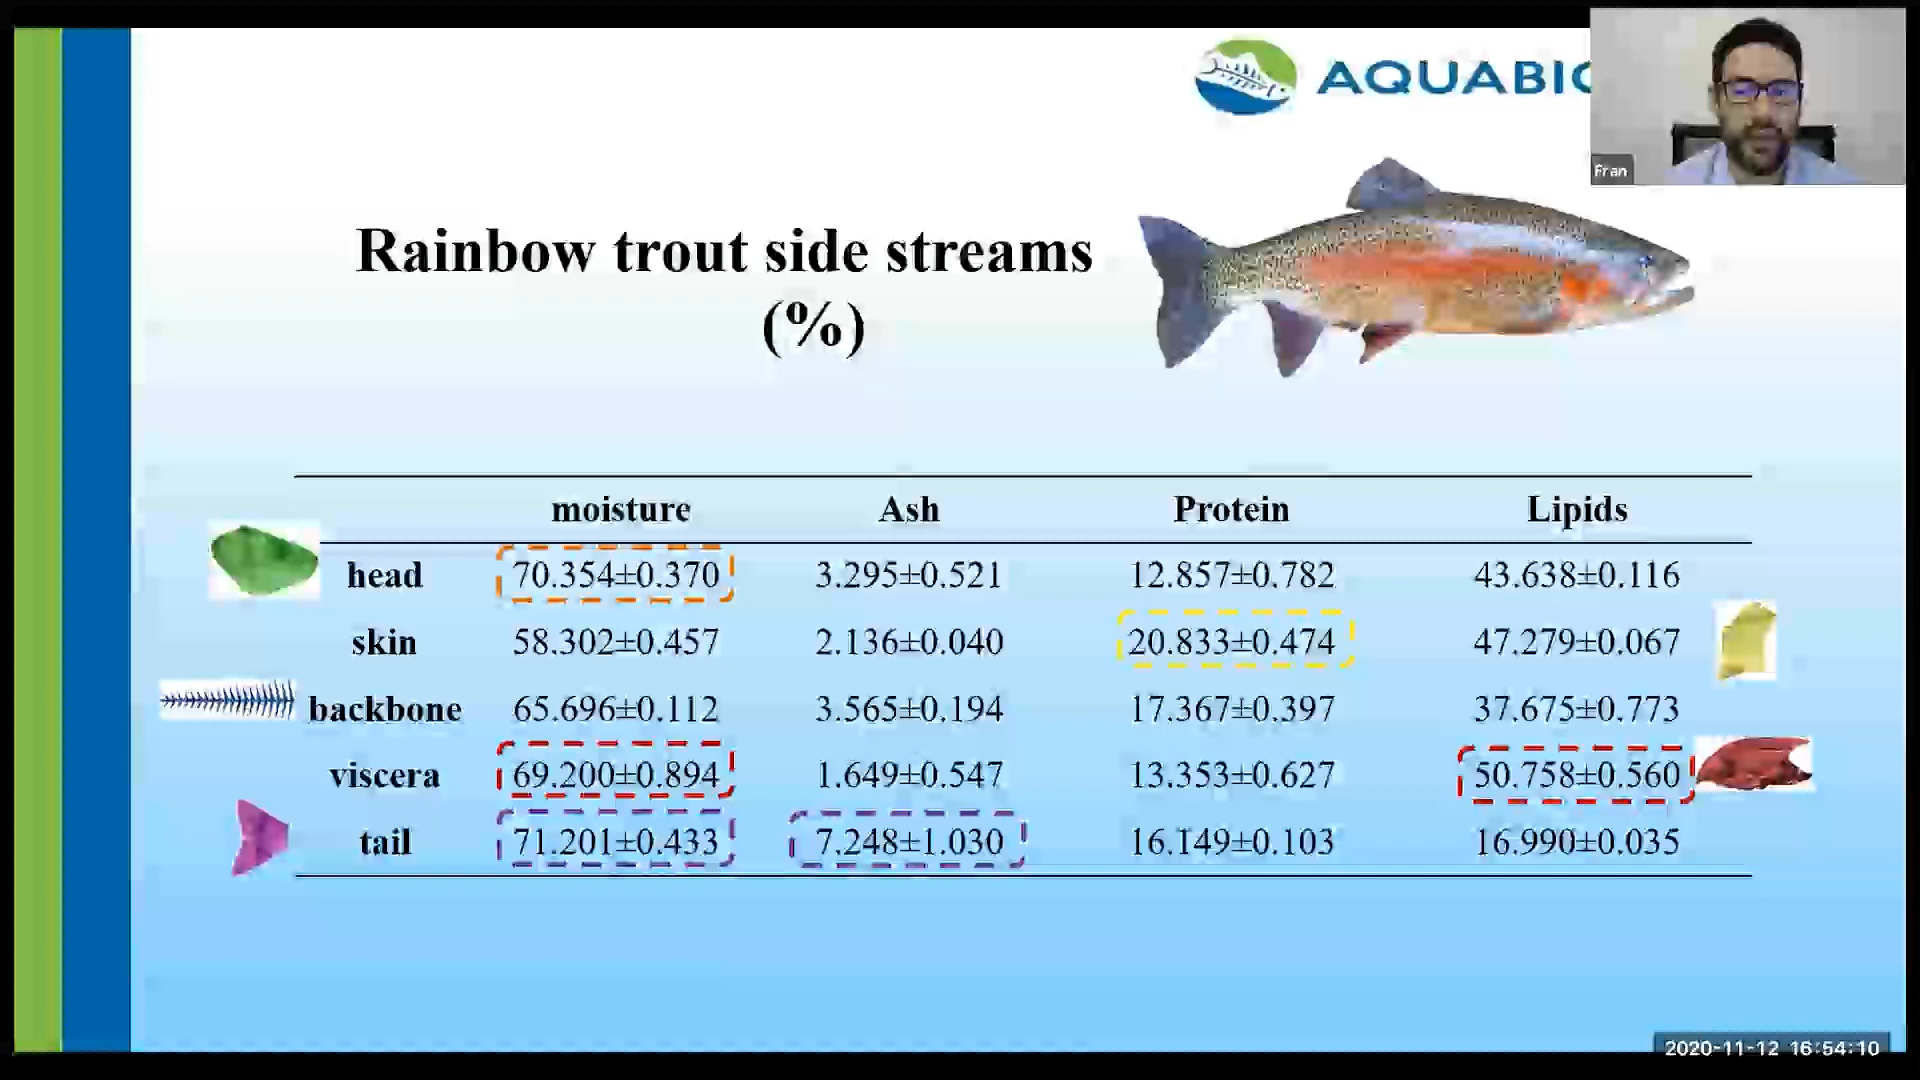 AQUABIO
Fran
Rainbow trout side streams
(%)
moisture Ash Protein Lipids
head 70.354±0.370 3.295±0.521 12.857±0.782 43.638±0.116
skin 58.302±0.457 2.136±0.040 20.833±0.474 47.279±0.067
backbone 65.696±0.112 3.565±0.194 17.367±0.397 37.675±0.773
viscera 69.200±0.894 1.649±0.547 13.353±0.627 50.758±0.560
tail 71.201±0.433 7.248±1.030 16.149±0.103 16.990±0.035
2020-11-12 16:54:10